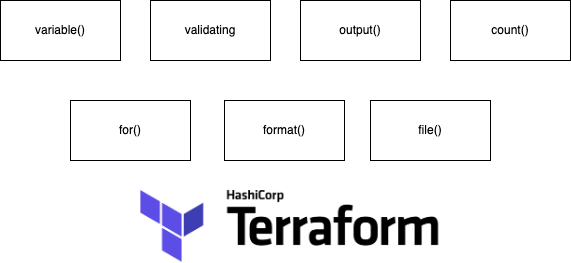 variable()
validating
output()
count()
for()
format()
file()
HashiCorp
Terraform